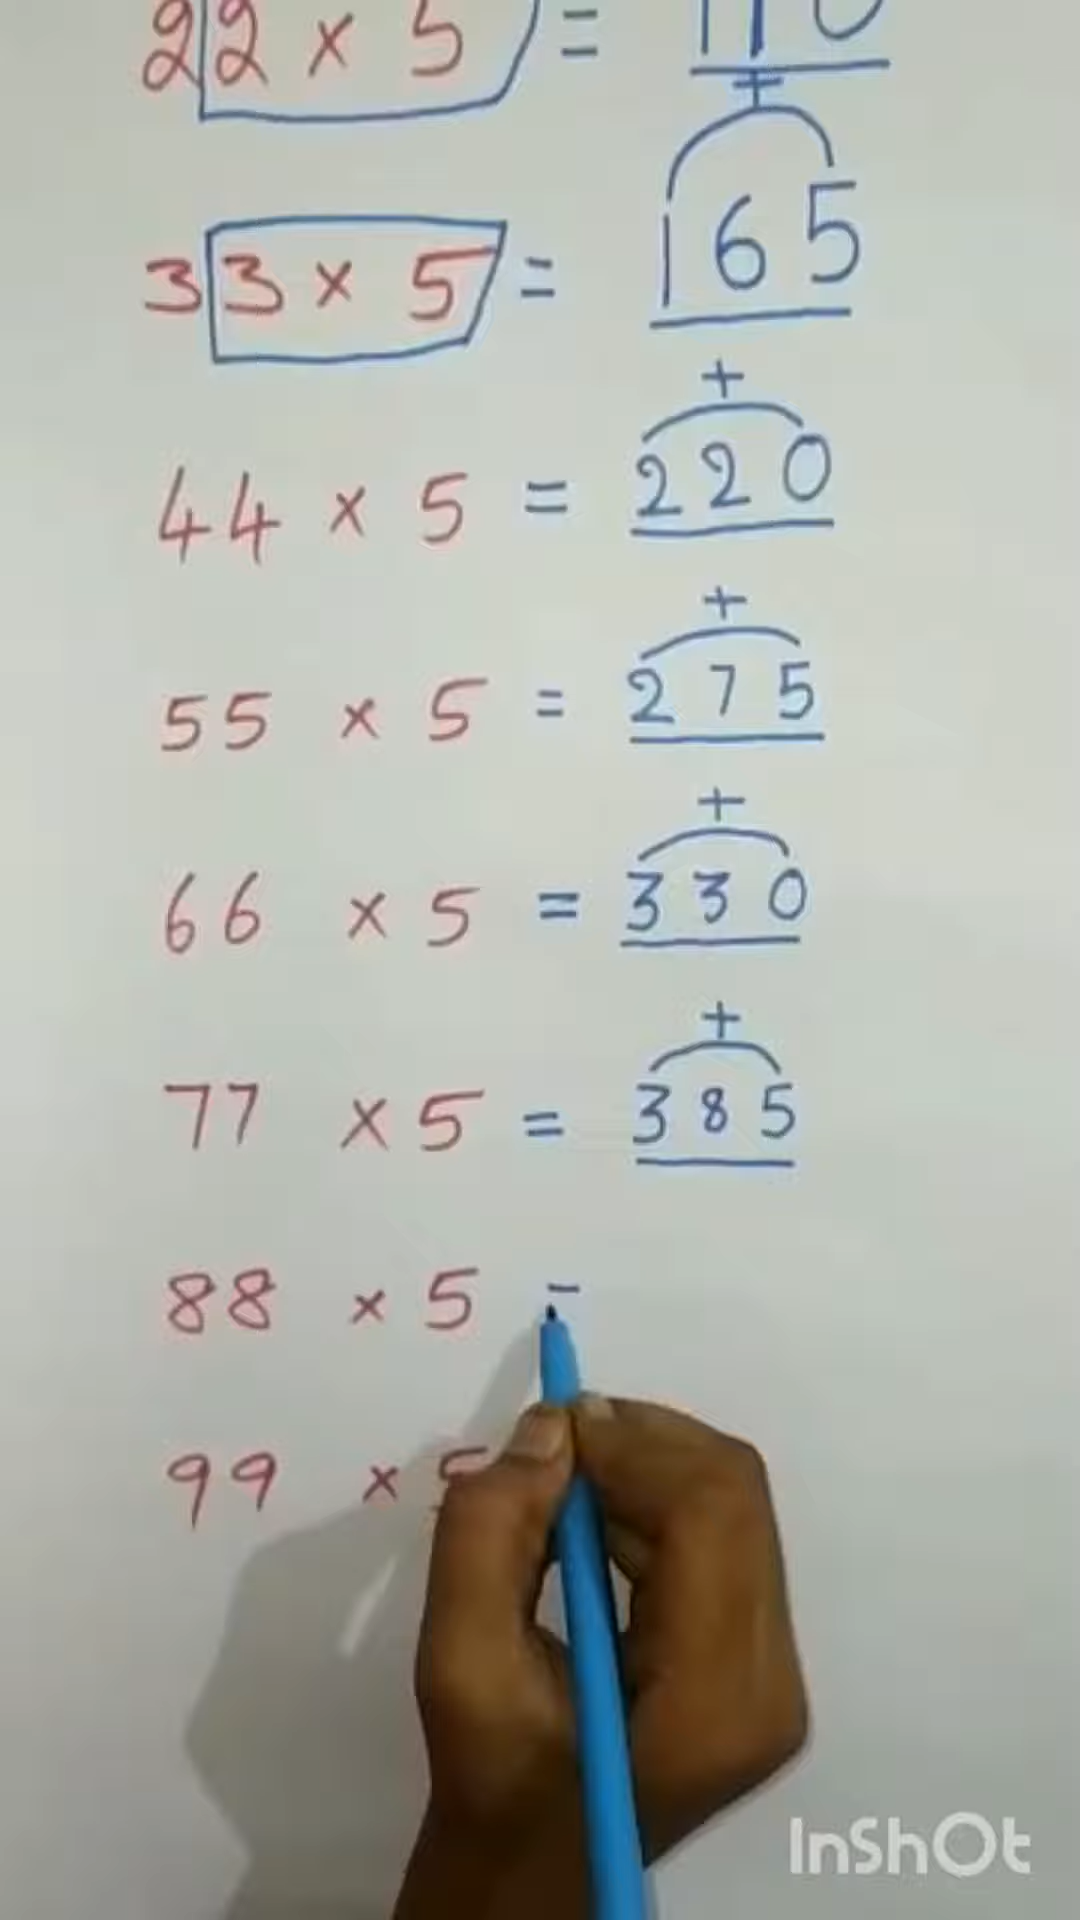 22 × 5 = 110
+
33 × 5 = 165
+
44 × 5 = 220
+
55 × 5 = 275
+
66 × 5 = 330
+
77 × 5 = 385
88 × 5 =
99 × 5
InShOt